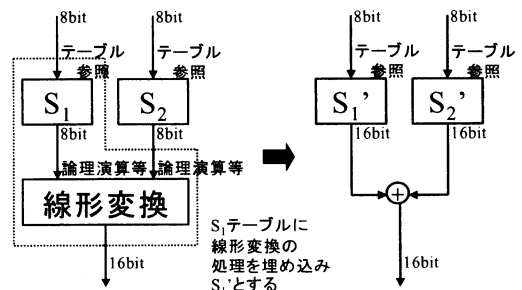 8bit 8bit 8bit 8bit
テーブル テーブル テーブル テーブル
参照 参照 参照 参照
S₁ S₂ S₁' S₂'
8bit 8bit 16bit 16bit
論理演算等 論理演算等
線形変換
S₁テーブルに
線形変換の
処理を埋め込み
S₁'とする
16bit 16bit